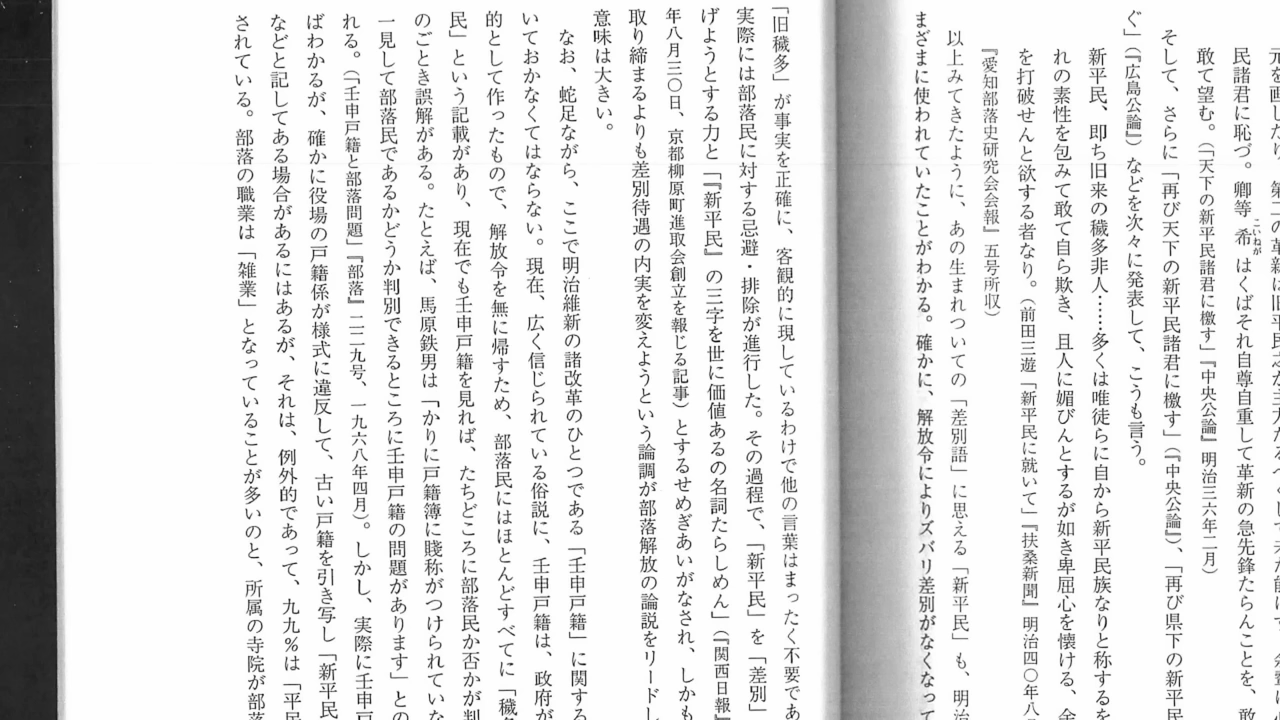 民諸君に恥づ。卿等希はくばそれ自尊自重して革新の急先鋒たらんことを、敢
こいねが
敢て望む。（「天下の新平民諸君に檄す」『中央公論』明治三六年二月）
そして、さらに「再び天下の新平民諸君に檄す」（『中央公論』）、「再び県下の新平民
ぐ」（『広島公論』）などを次々に発表して、こうも言う。
新平民、即ち旧来の穢多非人……多くは唯徒らに自から新平民族なりと称するを
れの素性を包みて敢て自ら欺き、且人に媚びんとするが如き卑屈心を懐ける、余
を打破せんと欲する者なり。（前田三遊「新平民に就いて」『扶桑新聞』明治四〇年八
『愛知部落史研究会会報』五号所収）
以上みてきたように、あの生まれついての「差別語」に思える「新平民」も、明治
まざまに使われていたことがわかる。確かに、解放令によりズバリ差別がなくなって
「旧穢多」が事実を正確に、客観的に現しているわけで他の言葉はまったく不要であ
実際には部落民に対する忌避・排除が進行した。その過程で、「新平民」を「差別」
げようとする力と「『新平民』の三字を世に価値あるの名詞たらしめん」（『関西日報』
年八月三〇日、京都柳原町進取会創立を報じる記事）とするせめぎあいがなされ、しかも
取り締まるよりも差別待遇の内実を変えようという論調が部落解放の論説をリードし
意味は大きい。
なお、蛇足ながら、ここで明治維新の諸改革のひとつである「壬申戸籍」に関する
いておかなくてはならない。現在、広く信じられている俗説に、壬申戸籍は、政府が
的として作ったもので、解放令を無に帰すため、部落民にはほとんどすべてに「穢多
民」という記載があり、現在でも壬申戸籍を見れば、たちどころに部落民か否かが判
のごとき誤解がある。たとえば、馬原鉄男は「かりに戸籍簿に賤称がつけられていな
一見して部落民であるかどうか判別できるところに壬申戸籍の問題があります」との
れる。（「壬申戸籍と部落問題」『部落』二二九号、一九六八年四月）。しかし、実際に壬申戸
ばわかるが、確かに役場の戸籍係が様式に違反して、古い戸籍を引き写し「新平民
などと記してある場合があるにはあるが、それは、例外的であって、九九％は「平民
されている。部落の職業は「雑業」となっていることが多いのと、所属の寺院が部落